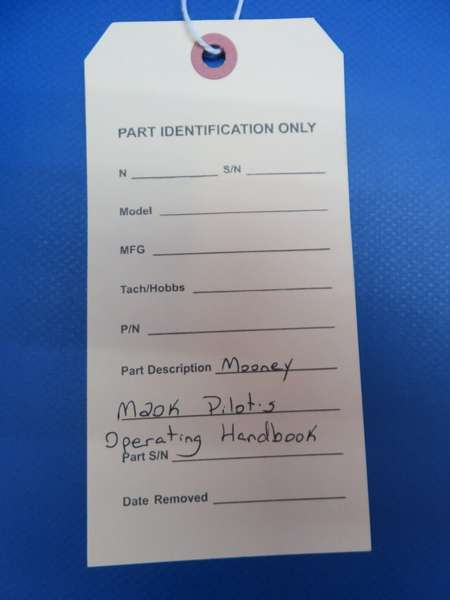 PART IDENTIFICATION ONLY
N S/N
Model
MFG
Tach/Hobbs
P/N
Part Description Mooney
M20K Pilot's
Operating Handbook
Part S/N
Date Removed